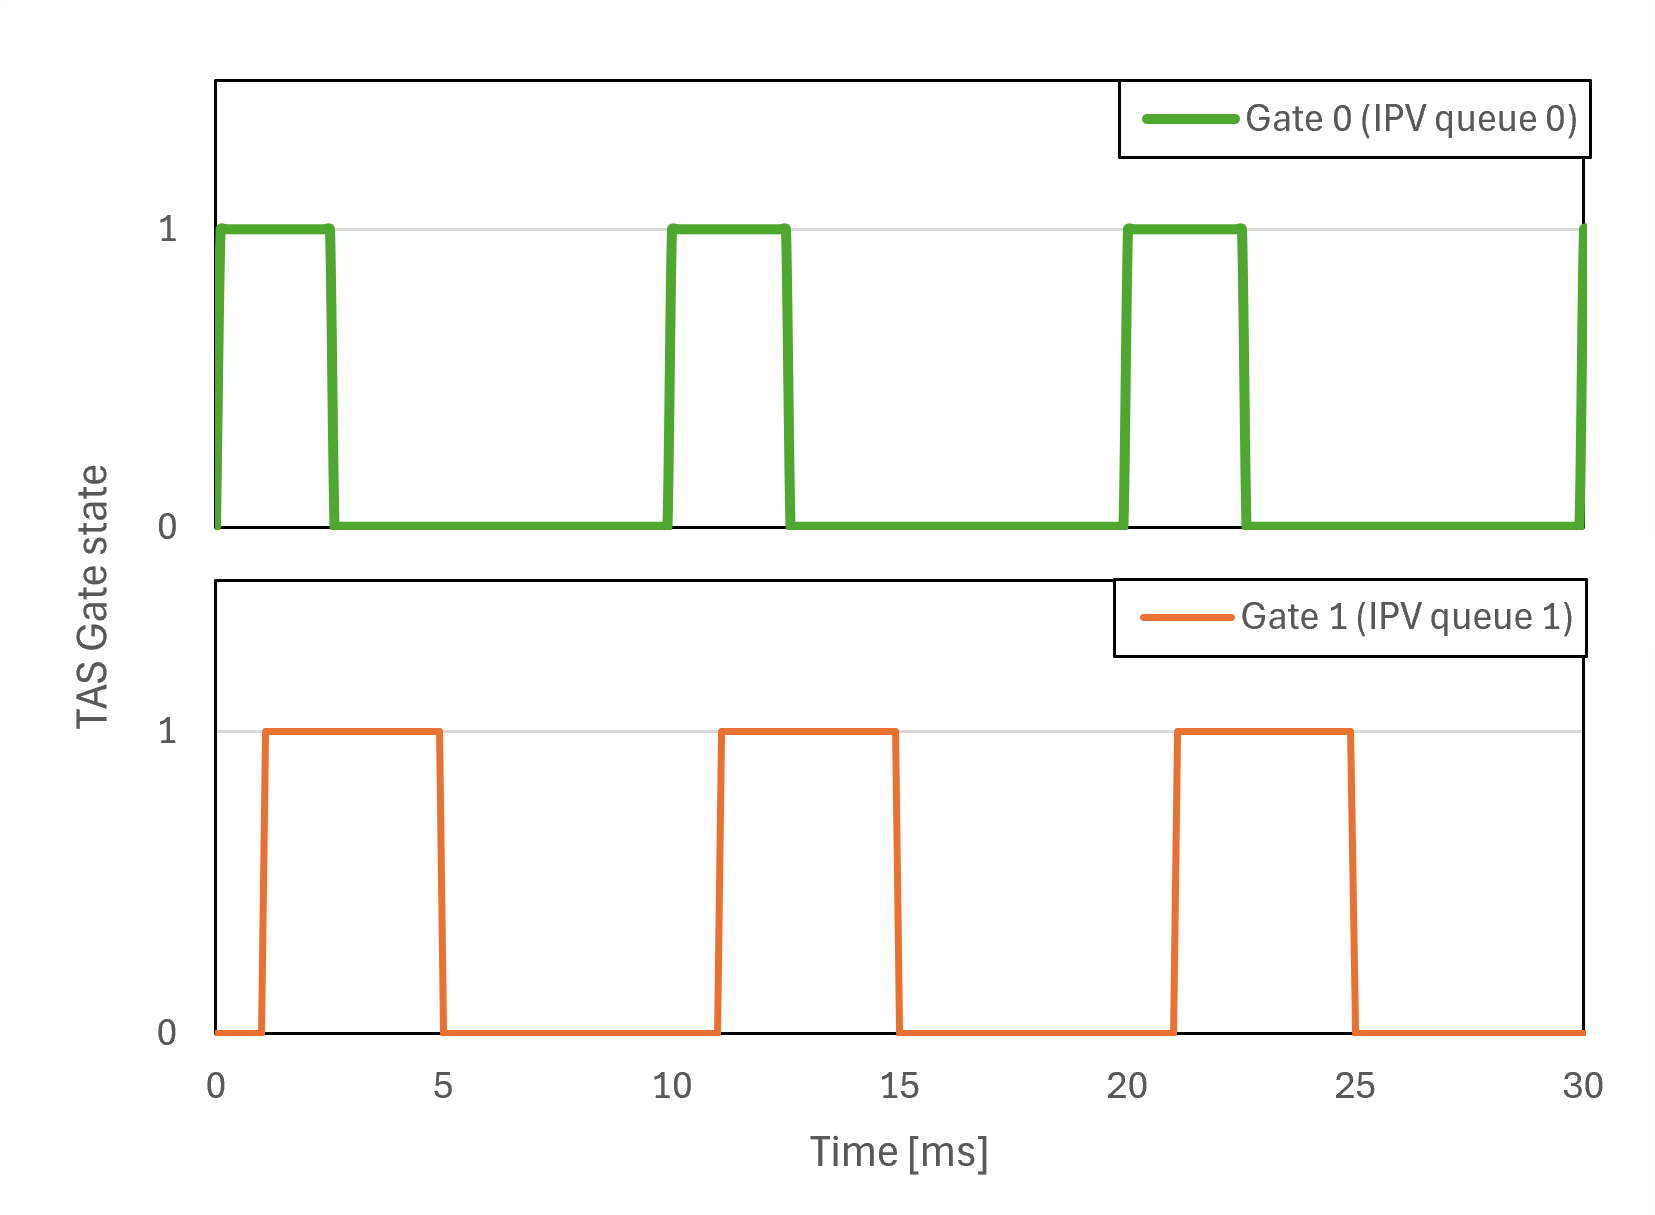 Gate 0 (IPV queue 0)
1
0
TAS Gate state
Gate 1 (IPV queue 1)
1
0
0 5 10 15 20 25 30
Time [ms]